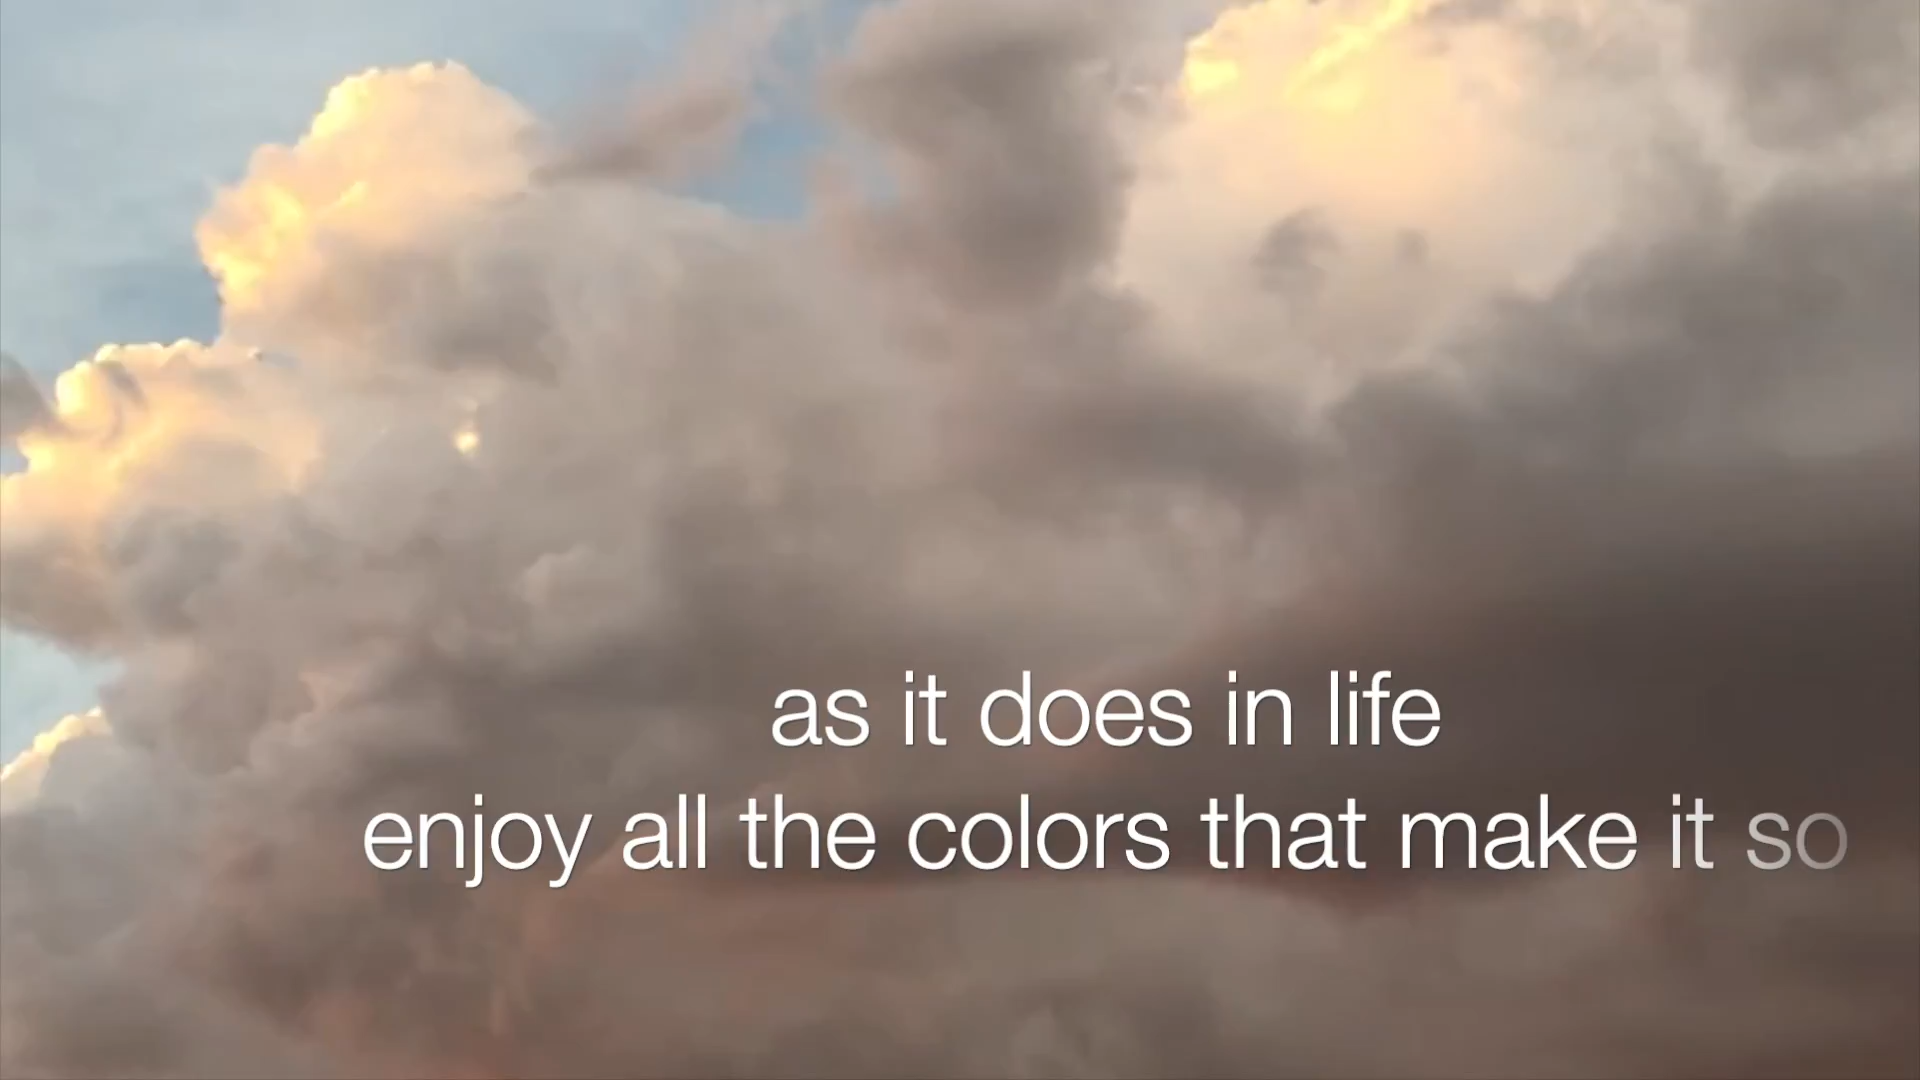 as it does in life
enjoy all the colors that make it so